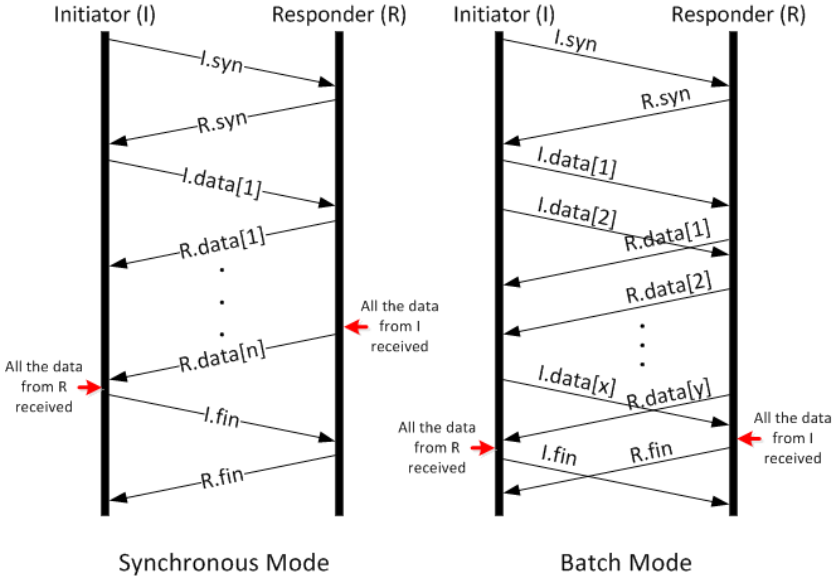 Initiator (I)
Responder (R)
I.syn
R.syn
I.data[1]
R.data[1]
All the data
from I
received
R.data[n]
All the data
from R
received
I.fin
R.fin
Synchronous Mode
Initiator (I)
Responder (R)
I.syn
R.syn
I.data[1]
I.data[2]
R.data[1]
R.data[2]
I.data[x]
R.data[y]
All the data
from R
received
All the data
from I
received
I.fin
R.fin
Batch Mode